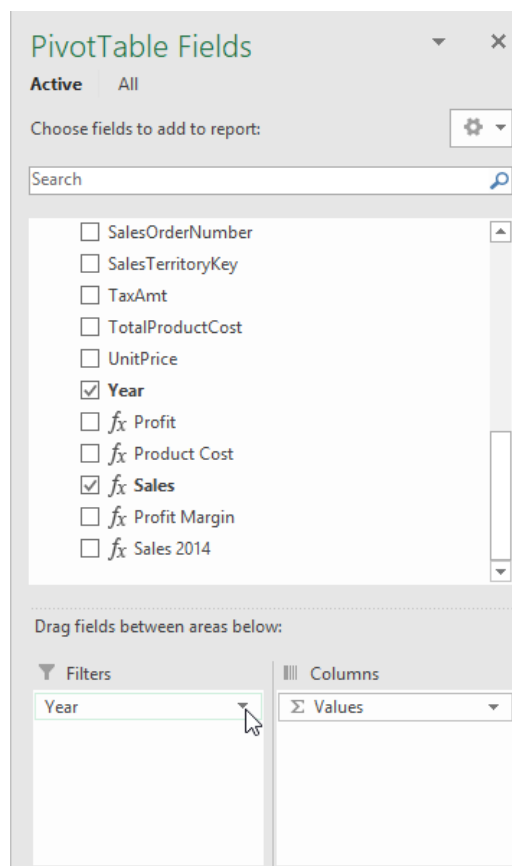 PivotTable Fields
Active All
Choose fields to add to report:
Search
SalesOrderNumber
SalesTerritoryKey
TaxAmt
TotalProductCost
UnitPrice
Year
fx Profit
fx Product Cost
fx Sales
fx Profit Margin
fx Sales 2014
Drag fields between areas below:
Filters
Columns
Year
Σ Values